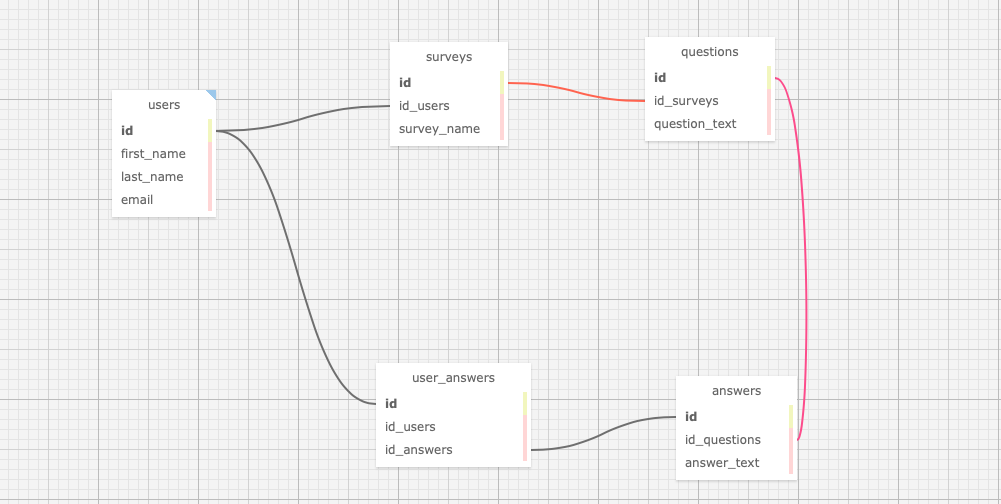 users
id
first_name
last_name
email
surveys
id
id_users
survey_name
questions
id
id_surveys
question_text
user_answers
id
id_users
id_answers
answers
id
id_questions
answer_text